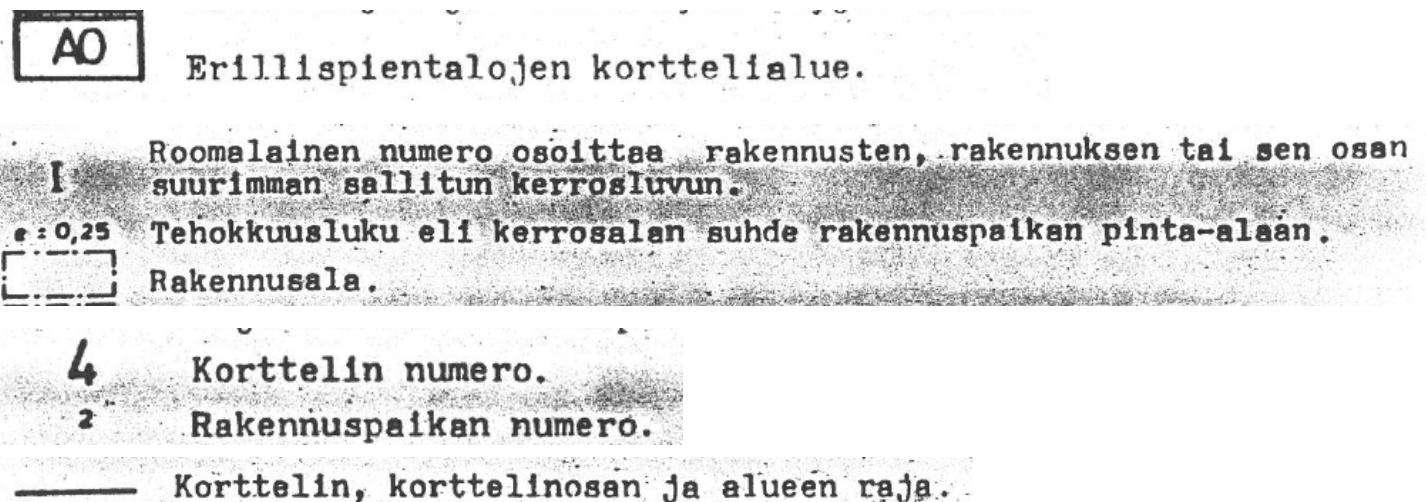 AO Erillispientalojen korttelialue.
I Roomalainen numero osoittaa rakennusten, rakennuksen tai sen osan
suurimman sallitun kerrosluvun.
e = 0,25 Tehokkuusluku eli kerrosalan suhde rakennuspaikan pinta-alaan.
Rakennusala.
4 Korttelin numero.
2 Rakennuspaikan numero.
Korttelin, korttelinosan ja alueen raja.